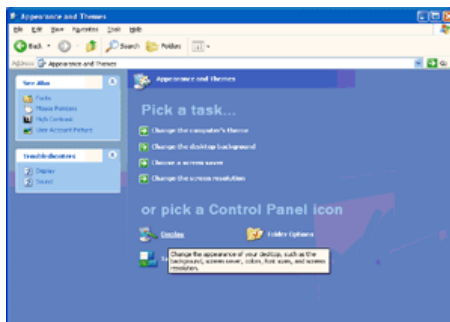 Appearance and Themes
File Edit View Favorites Tools Help
Back Search Folders
Address Appearance and Themes Go
See Also
Fonts
Mouse Pointers
High Contrast
User Account Picture
Troubleshooters
Display
Sound
Appearance and Themes
Pick a task...
Change the computer's theme
Change the desktop background
Choose a screen saver
Change the screen resolution
or pick a Control Panel icon
Display Folder Options
Change the appearance of your desktop, such as the
background, screen saver, colors, font sizes, and screen
resolution.